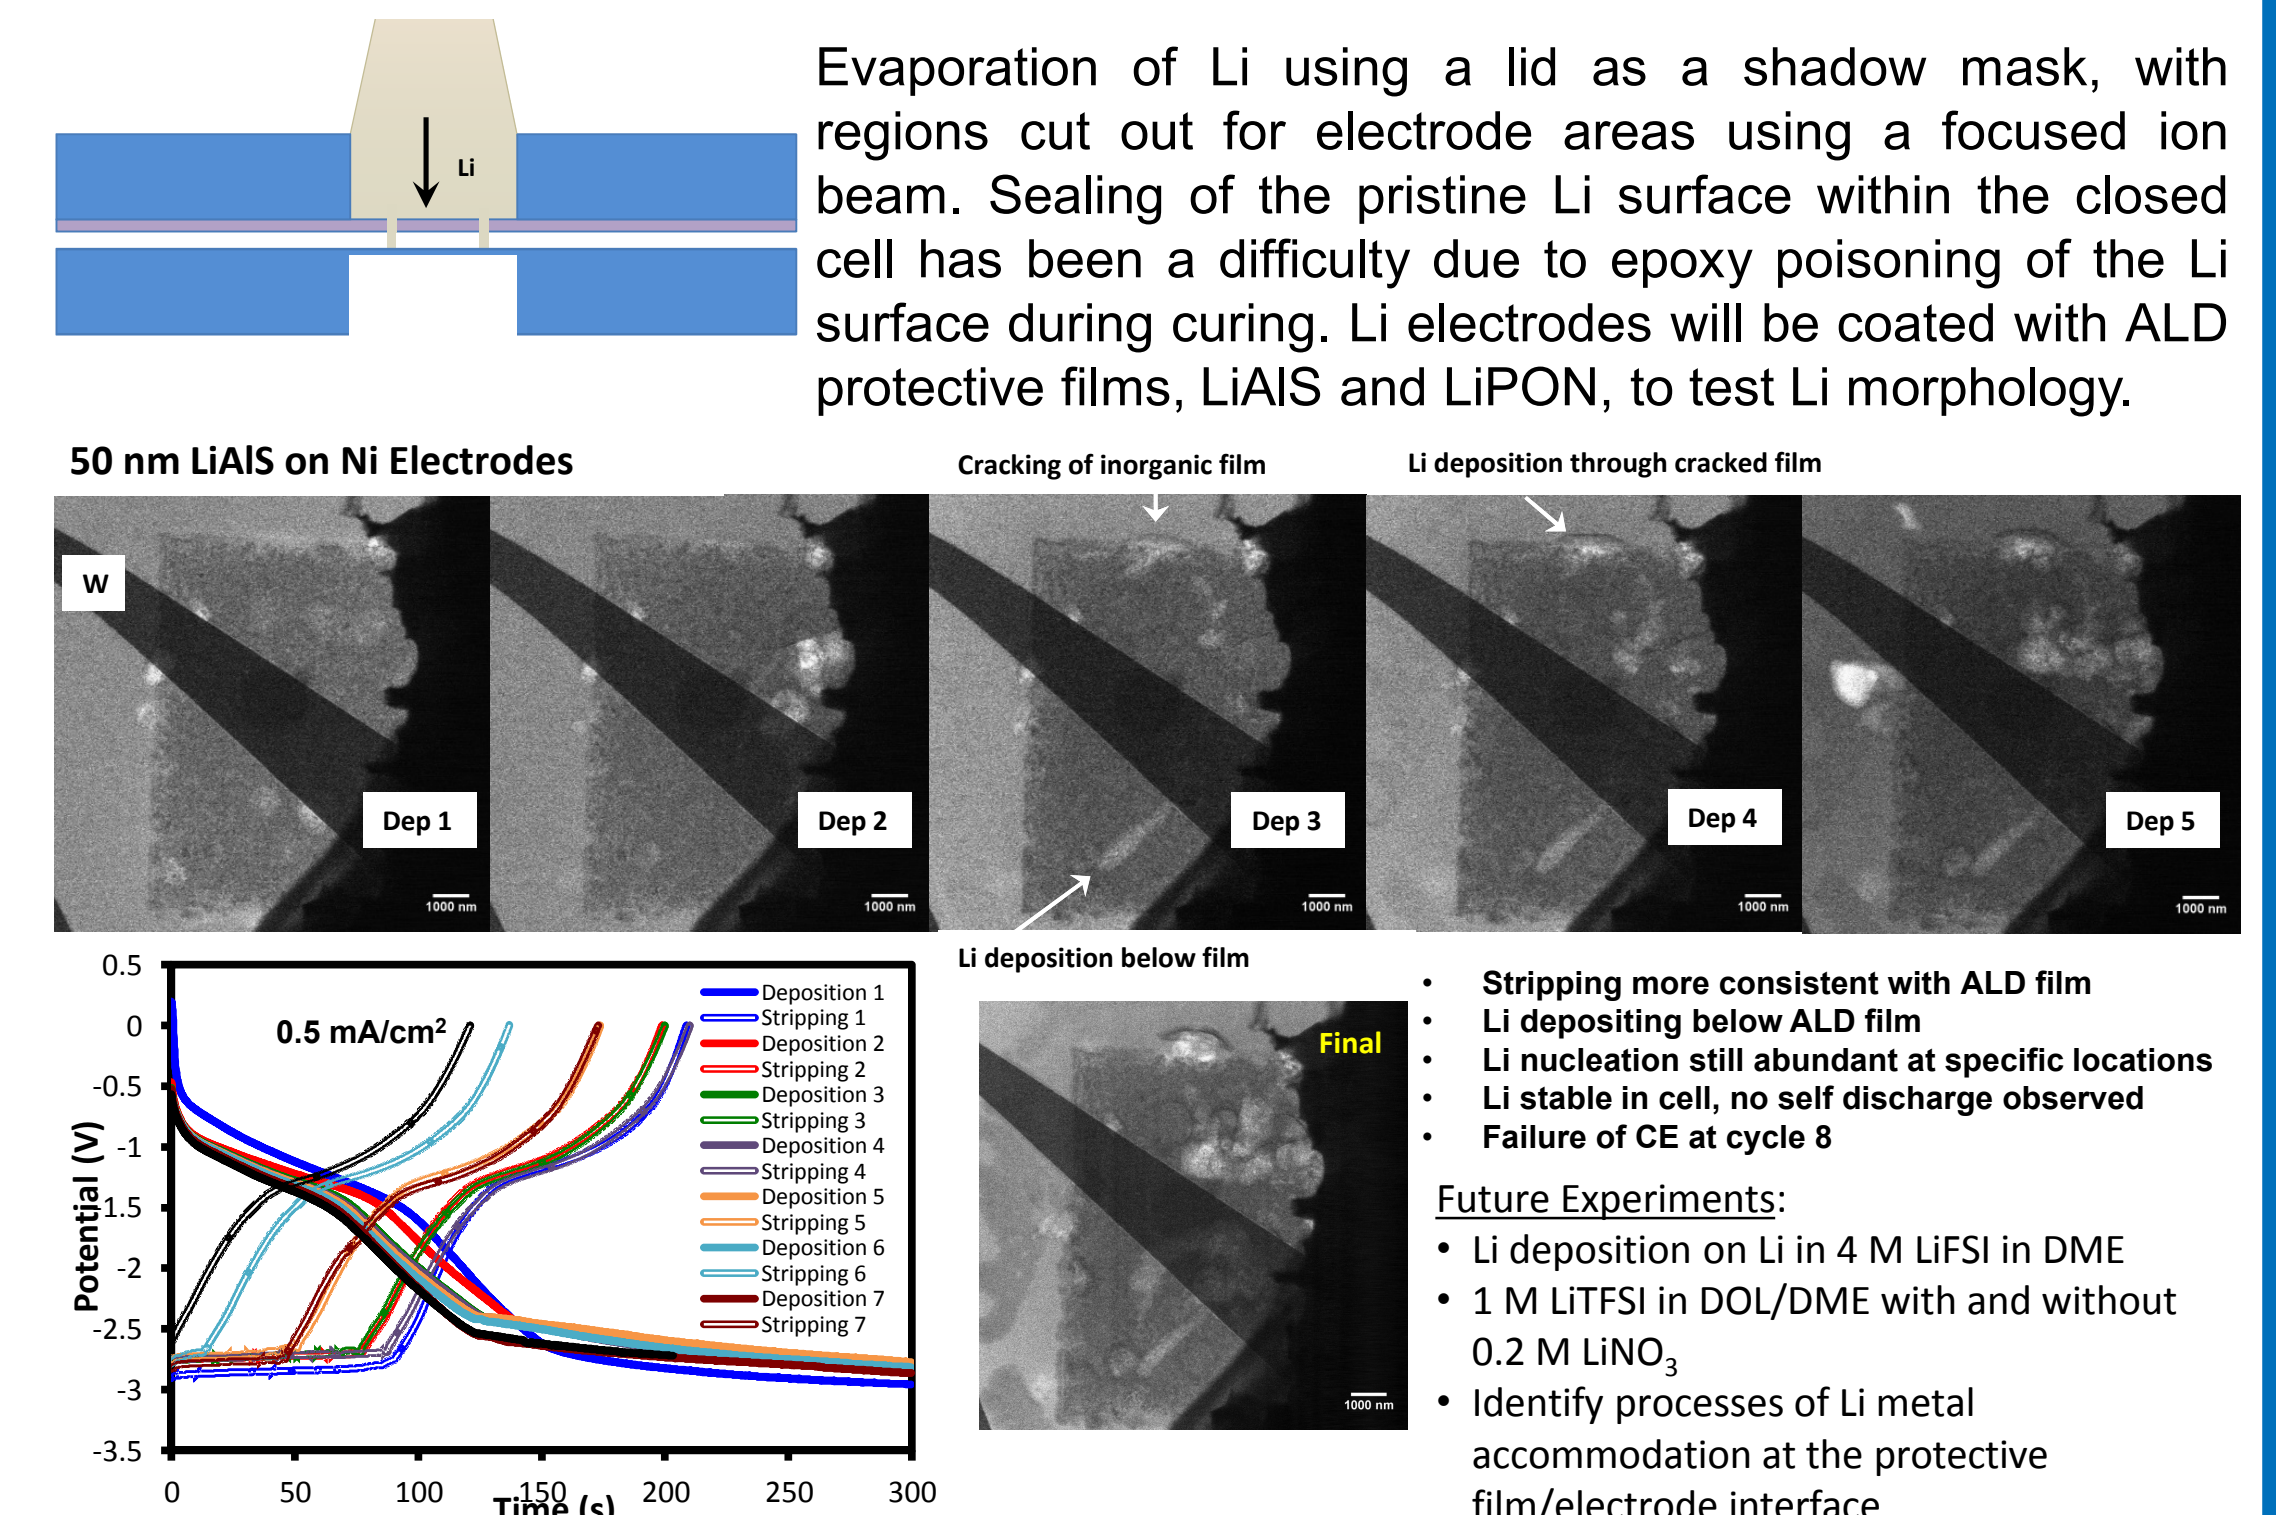 Li
Evaporation of Li using a lid as a shadow mask, with
regions cut out for electrode areas using a focused ion
beam. Sealing of the pristine Li surface within the closed
cell has been a difficulty due to epoxy poisoning of the Li
surface during curing. Li electrodes will be coated with ALD
protective films, LiAlS and LiPON, to test Li morphology.
50 nm LiAlS on Ni Electrodes
Cracking of inorganic film
Li deposition through cracked film
W
Dep 1
1000 nm
Dep 2
1000 nm
Dep 3
1000 nm
Dep 4
1000 nm
Dep 5
1000 nm
Li deposition below film
0.5
0
-0.5
-1
-1.5
-2
-2.5
-3
-3.5
Potential (V)
0.5 mA/cm²
Deposition 1
Stripping 1
Deposition 2
Stripping 2
Deposition 3
Stripping 3
Deposition 4
Stripping 4
Deposition 5
Stripping 5
Deposition 6
Stripping 6
Deposition 7
Stripping 7
0 50 100 150 200 250 300
Time (s)
Final
1000 nm
• Stripping more consistent with ALD film
• Li depositing below ALD film
• Li nucleation still abundant at specific locations
• Li stable in cell, no self discharge observed
• Failure of CE at cycle 8
Future Experiments:
• Li deposition on Li in 4 M LiFSI in DME
• 1 M LiTFSI in DOL/DME with and without
0.2 M LiNO₃
• Identify processes of Li metal
accommodation at the protective
film/electrode interface